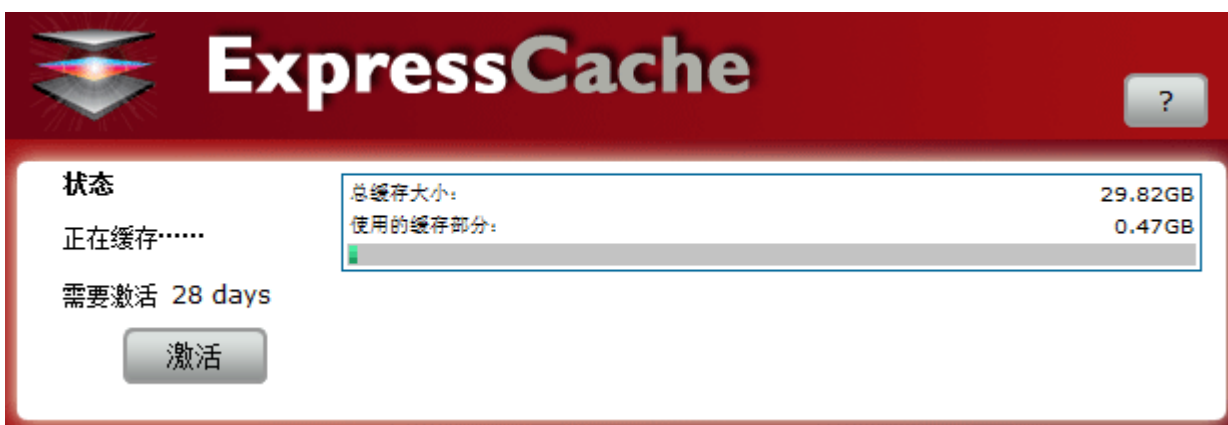 ExpressCache
?
状态
总缓存大小: 29.82GB
使用的缓存部分: 0.47GB
正在缓存······
需要激活 28 days
激活